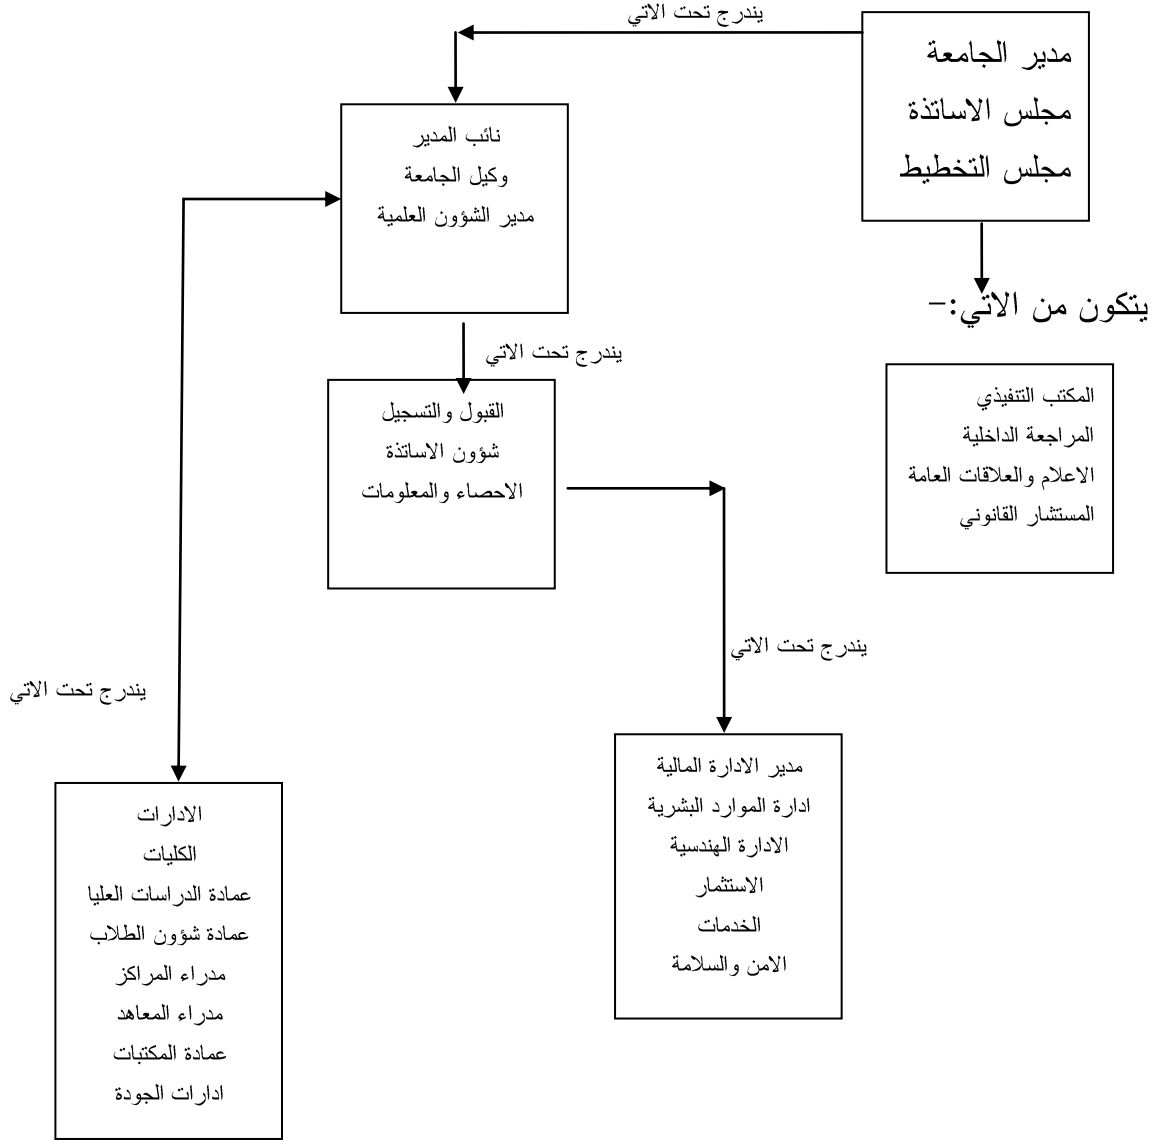 يندرج تحت الاتي
مدير الجامعة
مجلس الاساتذة
مجلس التخطيط
نائب المدير
وكيل الجامعة
مدير الشؤون العلمية
يتكون من الاتي:-
المكتب التنفيذي
المراجعة الداخلية
الاعلام والعلاقات العامة
المستشار القانوني
يندرج تحت الاتي
القبول والتسجيل
شؤون الاساتذة
الاحصاء والمعلومات
يندرج تحت الاتي
مدير الادارة المالية
ادارة الموارد البشرية
الادارة الهندسية
الاستثمار
الخدمات
الامن والسلامة
يندرج تحت الاتي
الادارات
الكليات
عمادة الدراسات العليا
عمادة شؤون الطلاب
مدراء المراكز
مدراء المعاهد
عمادة المكتبات
ادارات الجودة